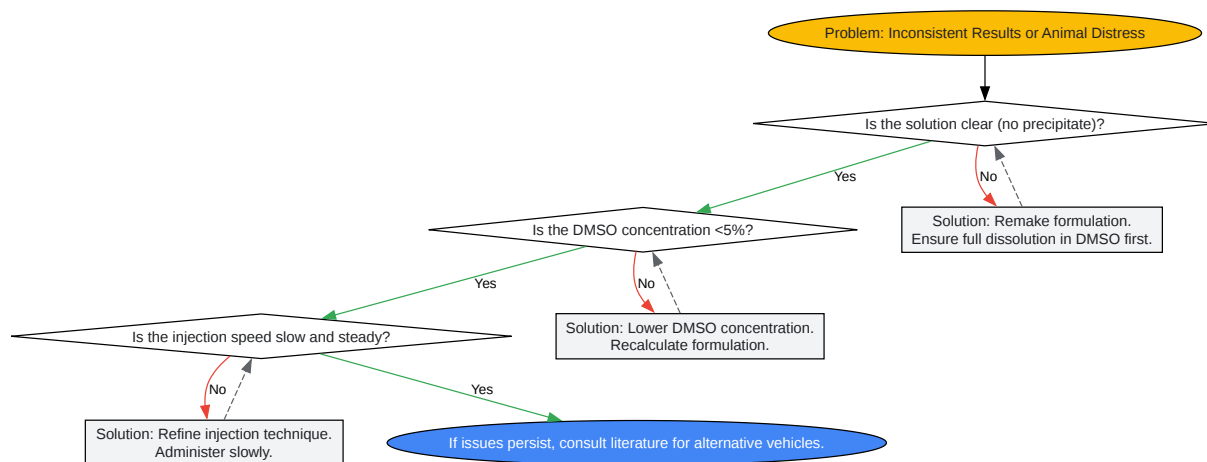 Problem: Inconsistent Results or Animal Distress
Is the solution clear (no precipitate)?
Yes
No
Solution: Remake formulation.
Ensure full dissolution in DMSO first.
Is the DMSO concentration <5%?
Yes
No
Solution: Lower DMSO concentration.
Recalculate formulation.
Is the injection speed slow and steady?
No
Yes
Solution: Refine injection technique.
Administer slowly.
If issues persist, consult literature for alternative vehicles.